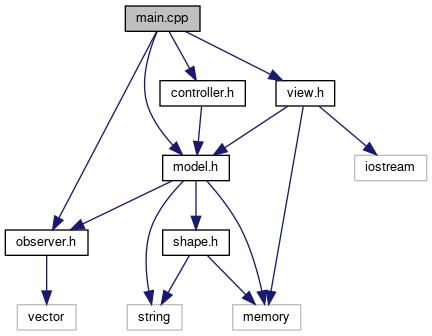 main.cpp
controller.h
view.h
model.h
iostream
observer.h
shape.h
vector
string
memory